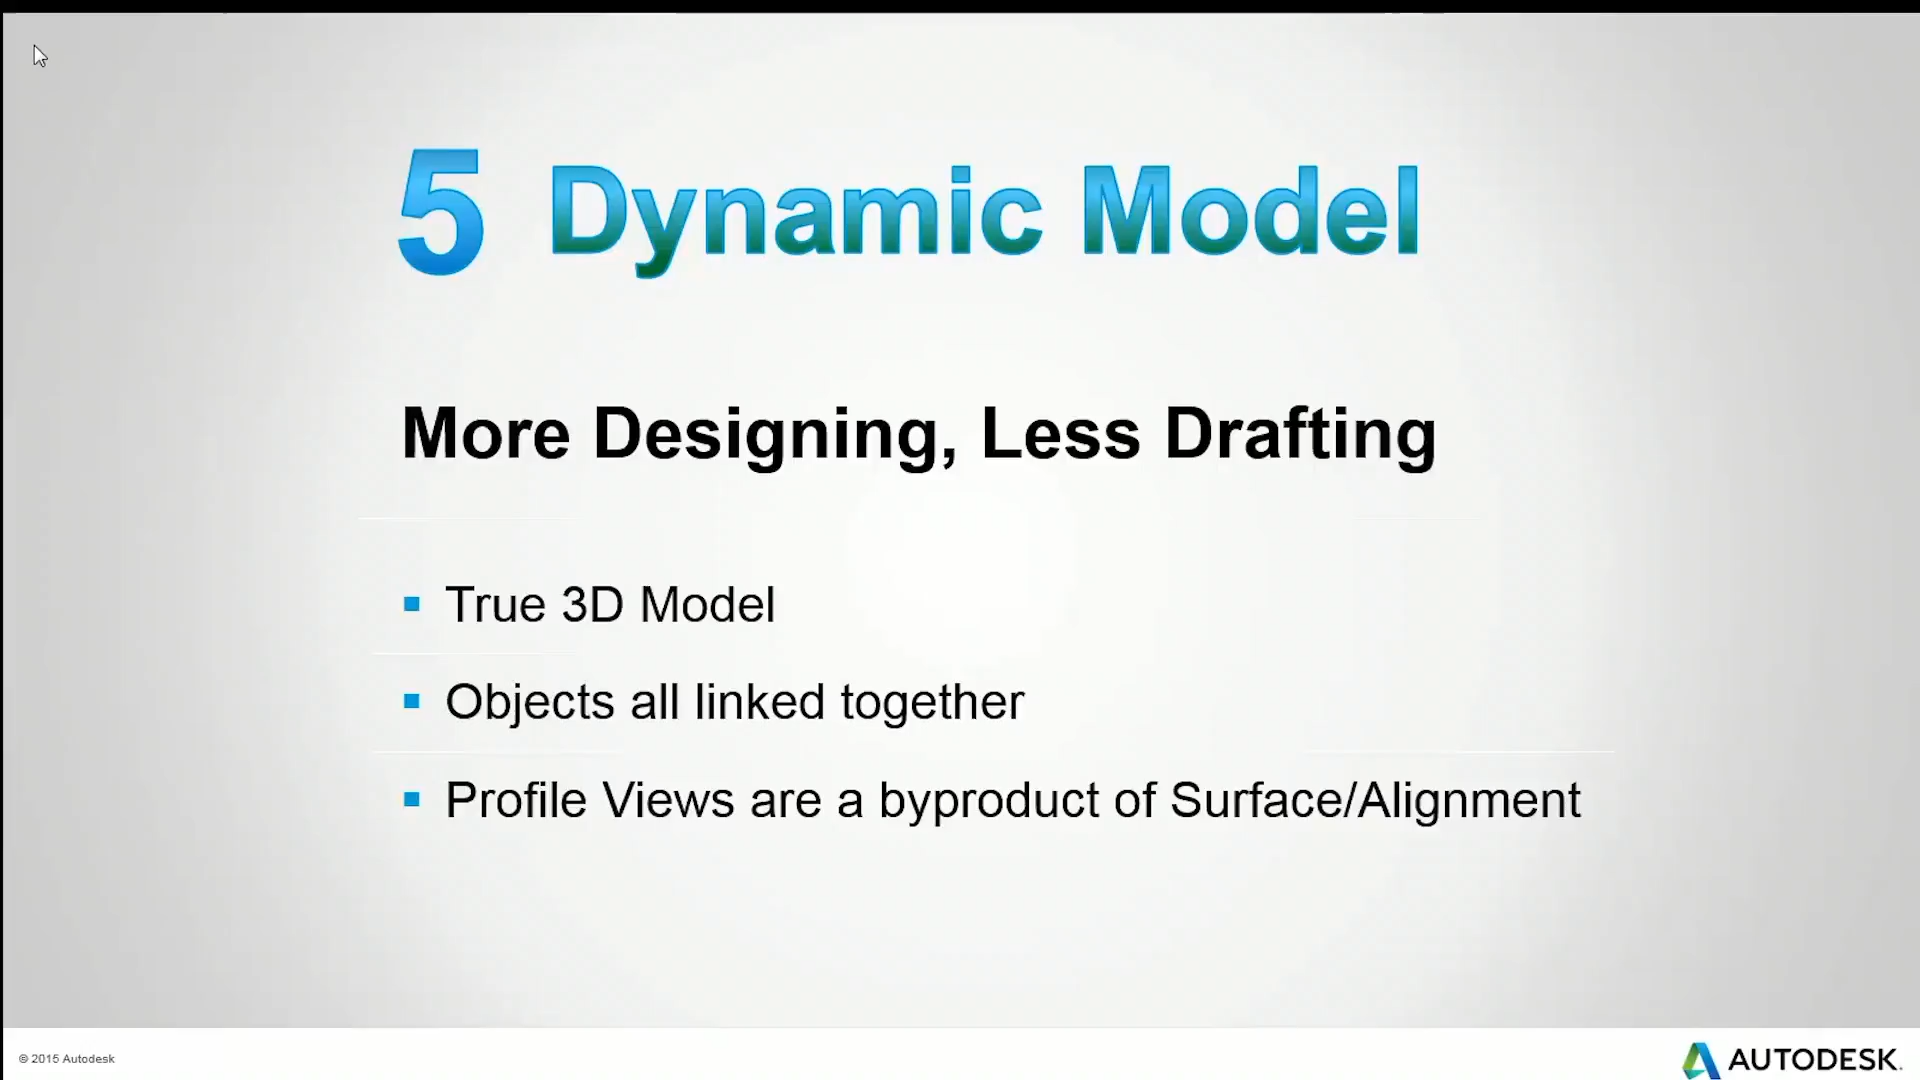 5 Dynamic Model
More Designing, Less Drafting
▪ True 3D Model
▪ Objects all linked together
▪ Profile Views are a byproduct of Surface/Alignment
© 2015 Autodesk
AUTODESK.